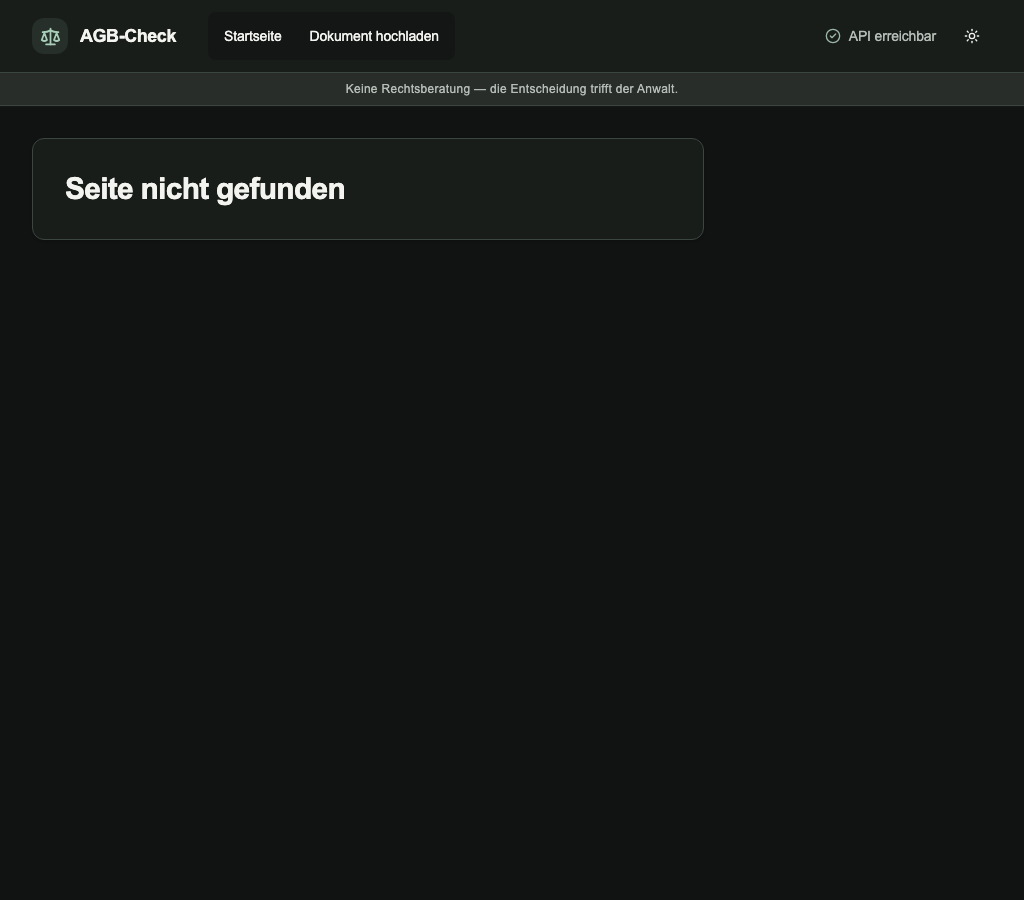 AGB-Check
Startseite
Dokument hochladen
API erreichbar
Keine Rechtsberatung — die Entscheidung trifft der Anwalt.
Seite nicht gefunden